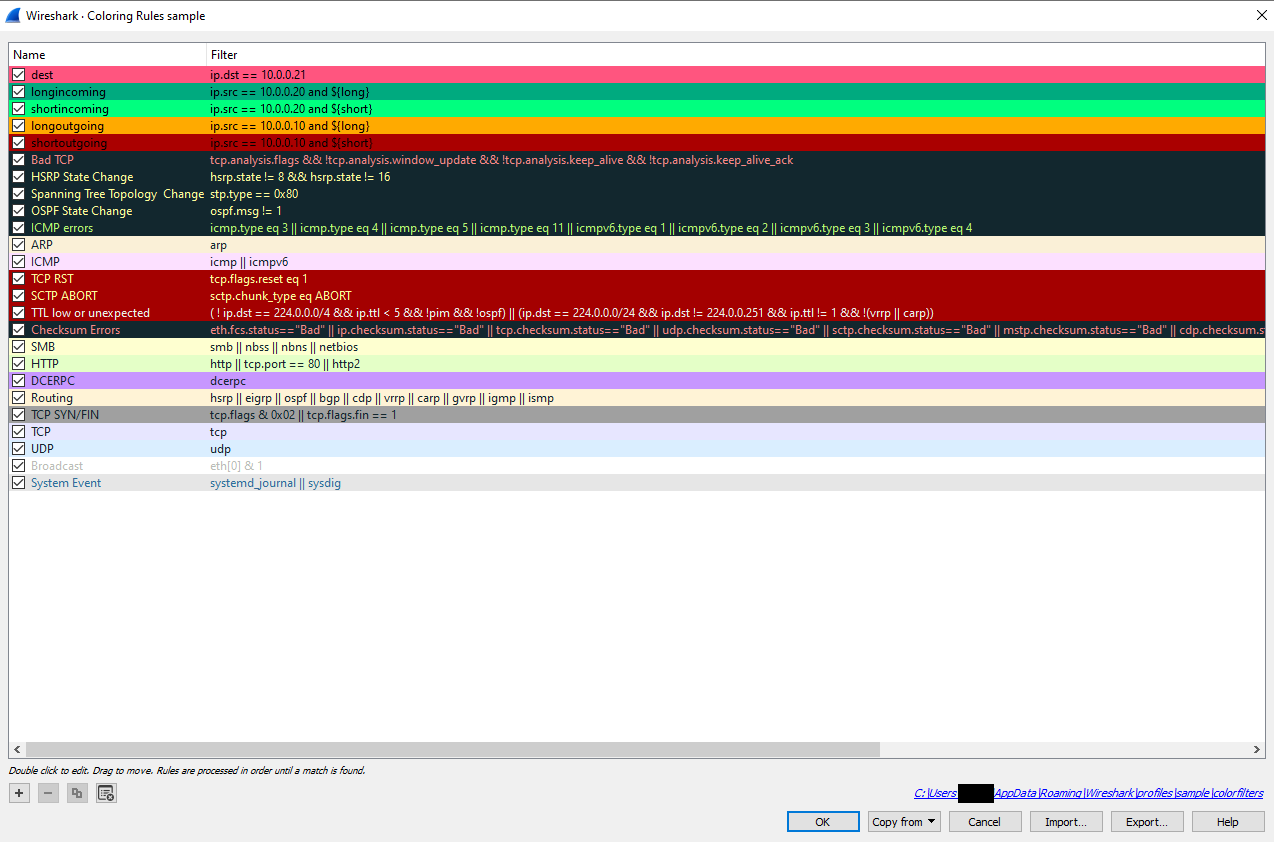 Wireshark · Coloring Rules sample
Name Filter
dest ip.dst == 10.0.0.21
longincoming ip.src == 10.0.0.20 and ${long}
shortincoming ip.src == 10.0.0.20 and ${short}
longoutgoing ip.src == 10.0.0.10 and ${long}
shortoutgoing ip.src == 10.0.0.10 and ${short}
Bad TCP tcp.analysis.flags && !tcp.analysis.window_update && !tcp.analysis.keep_alive && !tcp.analysis.keep_alive_ack
HSRP State Change hsrp.state != 8 && hsrp.state != 16
Spanning Tree Topology  Change stp.type == 0x80
OSPF State Change ospf.msg != 1
ICMP errors icmp.type eq 3 || icmp.type eq 4 || icmp.type eq 5 || icmp.type eq 11 || icmpv6.type eq 1 || icmpv6.type eq 2 || icmpv6.type eq 3 || icmpv6.type eq 4
ARP arp
ICMP icmp || icmpv6
TCP RST tcp.flags.reset eq 1
SCTP ABORT sctp.chunk_type eq ABORT
TTL low or unexpected ( ! ip.dst == 224.0.0.0/4 && ip.ttl < 5 && !pim && !ospf) || (ip.dst == 224.0.0.0/24 && ip.dst != 224.0.0.251 && ip.ttl != 1 && !(vrrp || carp))
Checksum Errors eth.fcs.status=="Bad" || ip.checksum.status=="Bad" || tcp.checksum.status=="Bad" || udp.checksum.status=="Bad" || sctp.checksum.status=="Bad" || mstp.checksum.status=="Bad" || cdp.checksum.s
SMB smb || nbss || nbns || netbios
HTTP http || tcp.port == 80 || http2
DCERPC dcerpc
Routing hsrp || eigrp || ospf || bgp || cdp || vrrp || carp || gvrp || igmp || ismp
TCP SYN/FIN tcp.flags & 0x02 || tcp.flags.fin == 1
TCP tcp
UDP udp
Broadcast eth[0] & 1
System Event systemd_journal || sysdig
Double click to edit. Drag to move. Rules are processed in order until a match is found.
C:\Users AppData\Roaming\Wireshark\profiles\sample\colorfilters
OK Copy from Cancel Import... Export... Help